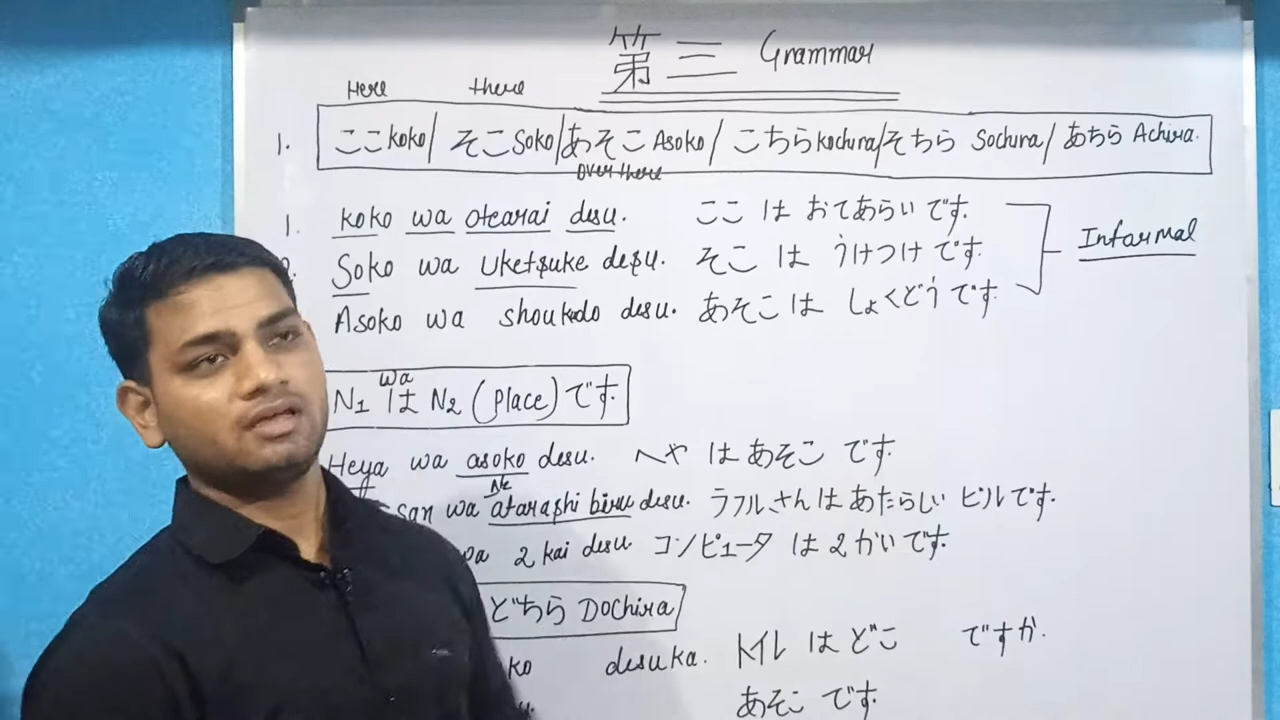 第三 Grammar
Here there
1. ここ koko/ そこ Soko/ あそこ Asoko / こちら kochira/ そちら Sochira/ あちら Achira.
over there
1. koko wa otearai desu. ここ は おてあらい です.
Soko wa Uketsuke desu. そこ は うけつけ です.
Asoko wa shoukudo desu. あそこ は しょくどう です.
Informal
wa
N1 は N2 (place) です.
Heya wa asoko desu. へや は あそこ です.
san wa atarashi biru desu. ラフルさんは あたらしい ビルです.
2 kai desu コンピュータ は 2 かいです.
どちら Dochira
ko desuka. トイレ は どこ ですか.
あそこ です.